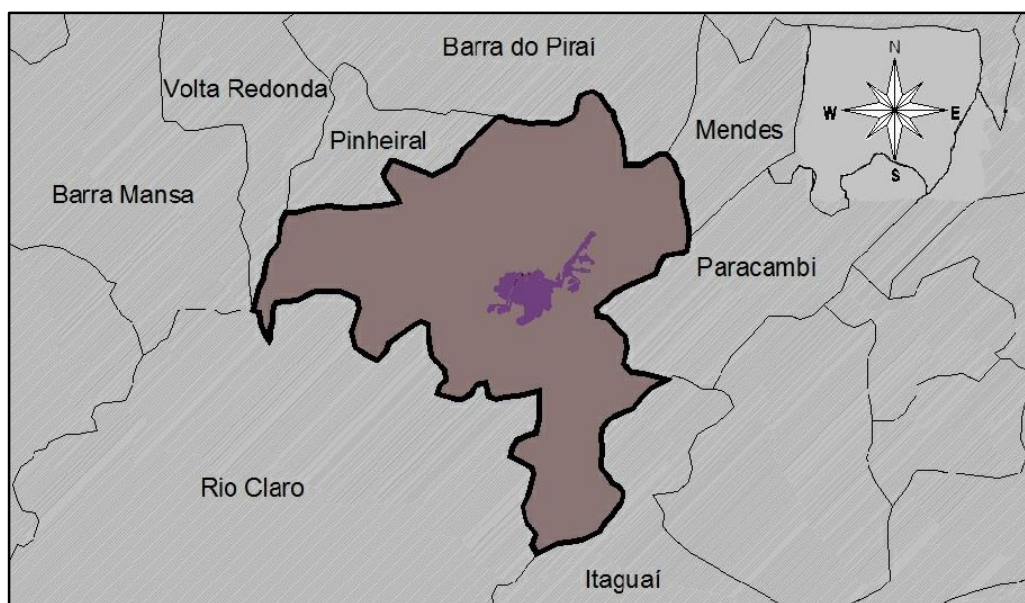 Barra do Piraí
Volta Redonda
Pinheiral
Mendes
N
W
E
S
Barra Mansa
Paracambi
Rio Claro
Itaguaí